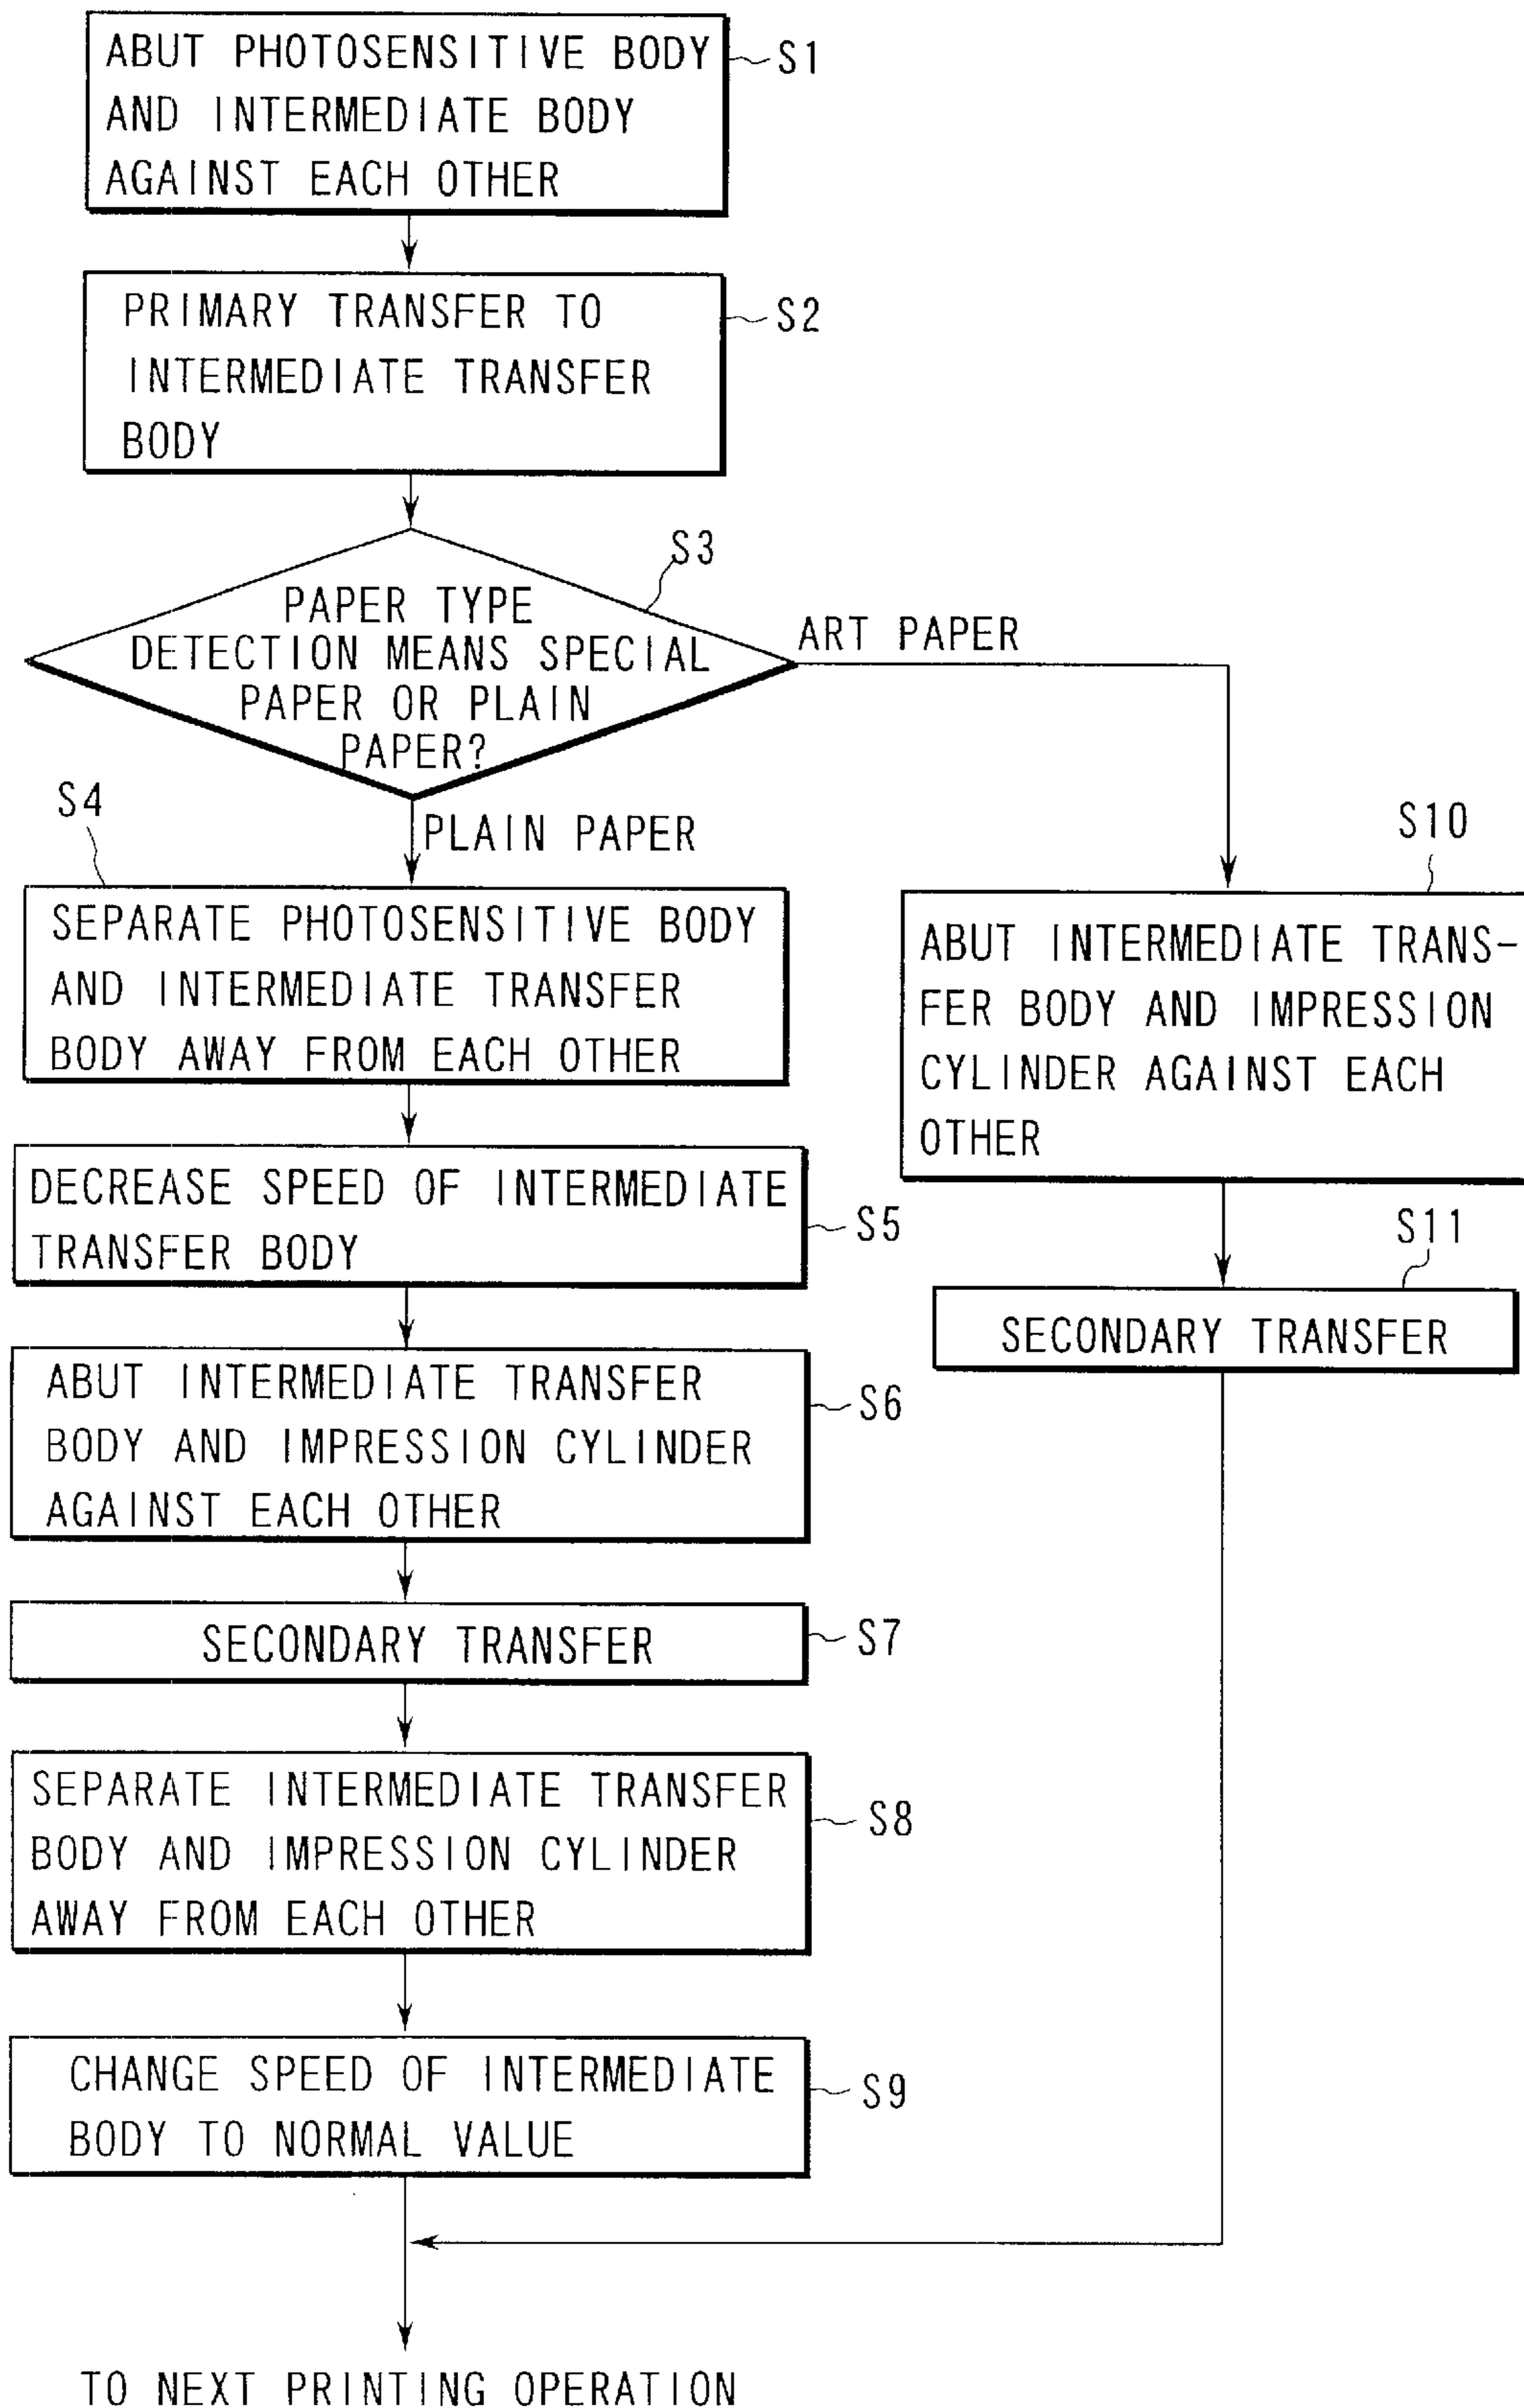 ABUT PHOTOSENSITIVE BODY
AND INTERMEDIATE BODY
AGAINST EACH OTHER
S1
PRIMARY TRANSFER TO
INTERMEDIATE TRANSFER
BODY
S2
S3
PAPER TYPE
DETECTION MEANS SPECIAL
PAPER OR PLAIN
PAPER?
ART PAPER
PLAIN PAPER
S4
SEPARATE PHOTOSENSITIVE BODY
AND INTERMEDIATE TRANSFER
BODY AWAY FROM EACH OTHER
DECREASE SPEED OF INTERMEDIATE
TRANSFER BODY
S5
ABUT INTERMEDIATE TRANSFER
BODY AND IMPRESSION CYLINDER
AGAINST EACH OTHER
S6
SECONDARY TRANSFER
S7
SEPARATE INTERMEDIATE TRANSFER
BODY AND IMPRESSION CYLINDER
AWAY FROM EACH OTHER
S8
CHANGE SPEED OF INTERMEDIATE
BODY TO NORMAL VALUE
S9
S10
ABUT INTERMEDIATE TRANS-
FER BODY AND IMPRESSION
CYLINDER AGAINST EACH
OTHER
S11
SECONDARY TRANSFER
TO NEXT PRINTING OPERATION